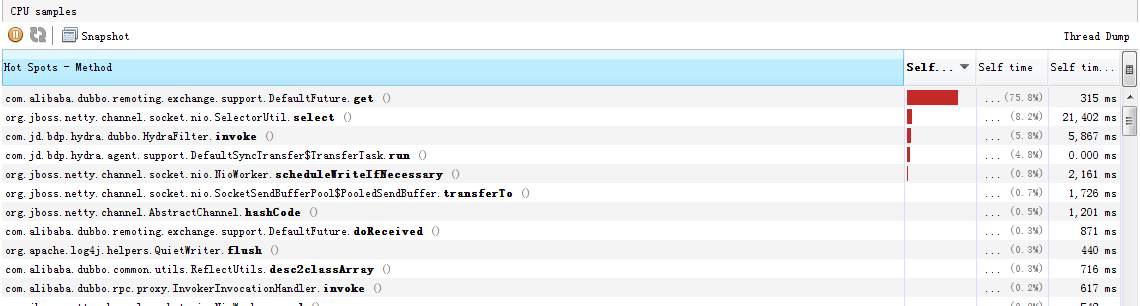 CPU samples
Snapshot Thread Dump
Hot Spots - Method Self... Self time Self tim...
com.alibaba.dubbo.remoting.exchange.support.DefaultFuture.get () ... (75.8%) 315 ms
org.jboss.netty.channel.socket.nio.SelectorUtil.select () ... (8.2%) 21,402 ms
com.jd.bdp.hydra.dubbo.HydraFilter.invoke () ... (5.8%) 5,867 ms
com.jd.bdp.hydra.agent.support.DefaultSyncTransfer$TransferTask.run () ... (4.8%) 0.000 ms
org.jboss.netty.channel.socket.nio.NioWorker.scheduleWriteIfNecessary () ... (0.8%) 2,161 ms
org.jboss.netty.channel.socket.nio.SocketSendBufferPool$PooledSendBuffer.transferTo () ... (0.7%) 1,726 ms
org.jboss.netty.channel.AbstractChannel.hashCode () ... (0.5%) 1,201 ms
com.alibaba.dubbo.remoting.exchange.support.DefaultFuture.doReceived () ... (0.3%) 871 ms
org.apache.log4j.helpers.QuietWriter.flush () ... (0.3%) 440 ms
com.alibaba.dubbo.common.utils.ReflectUtils.desc2classArray () ... (0.3%) 716 ms
com.alibaba.dubbo.rpc.proxy.InvokerInvocationHandler.invoke () ... (0.2%) 617 ms